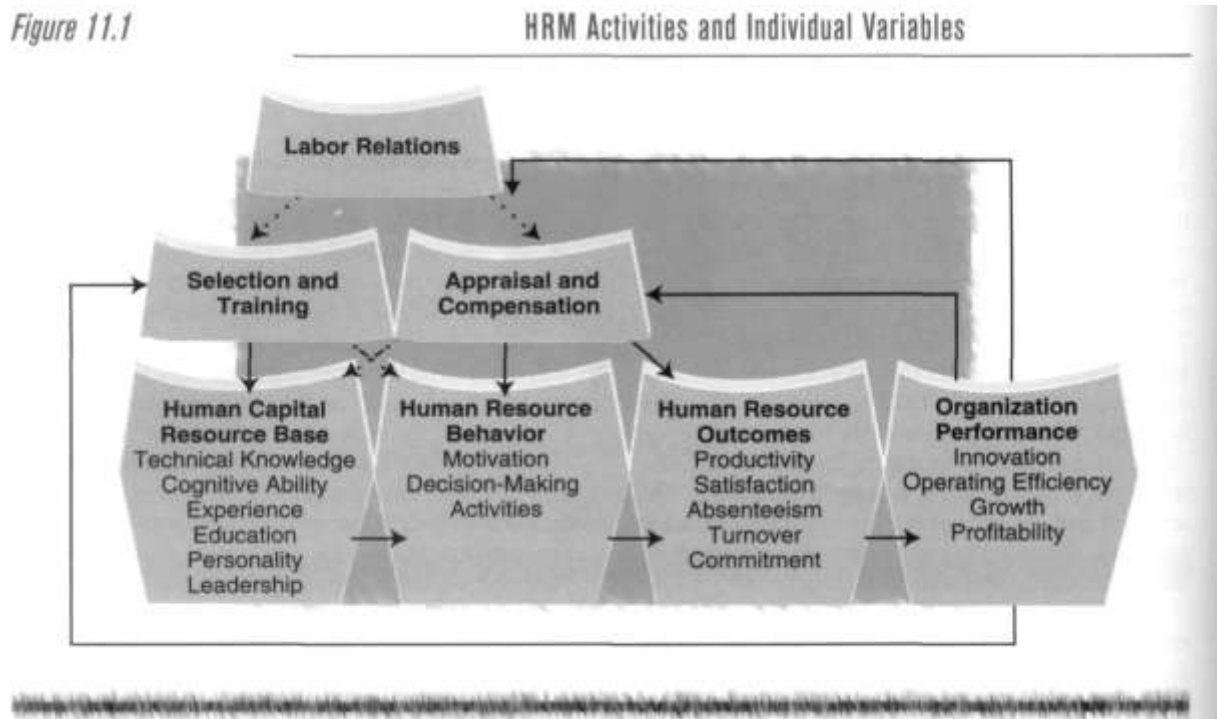 Figure 11.1
HRM Activities and Individual Variables
Labor Relations
Selection and
Training
Appraisal and
Compensation
Human Capital
Resource Base
Technical Knowledge
Cognitive Ability
Experience
Education
Personality
Leadership
Human Resource
Behavior
Motivation
Decision-Making
Activities
Human Resource
Outcomes
Productivity
Satisfaction
Absenteeism
Turnover
Commitment
Organization
Performance
Innovation
Operating Efficiency
Growth
Profitability